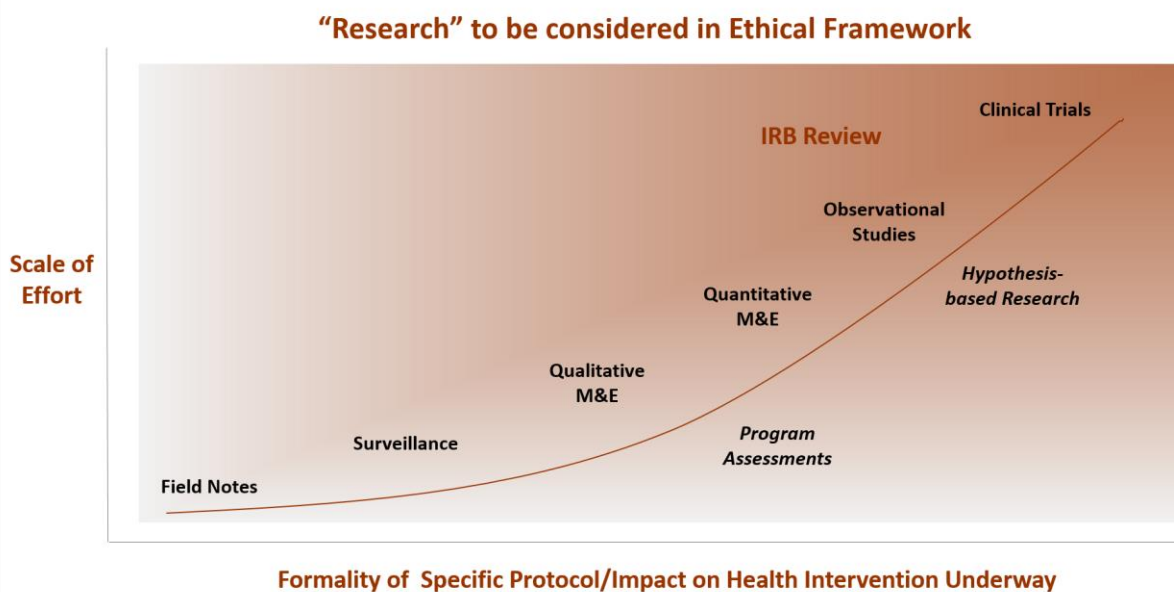 “Research” to be considered in Ethical Framework
Clinical Trials
IRB Review
Observational
Studies
Scale of
Effort
Hypothesis-
based Research
Quantitative
M&E
Qualitative
M&E
Program
Assessments
Surveillance
Field Notes
Formality of  Specific Protocol/Impact on Health Intervention Underway